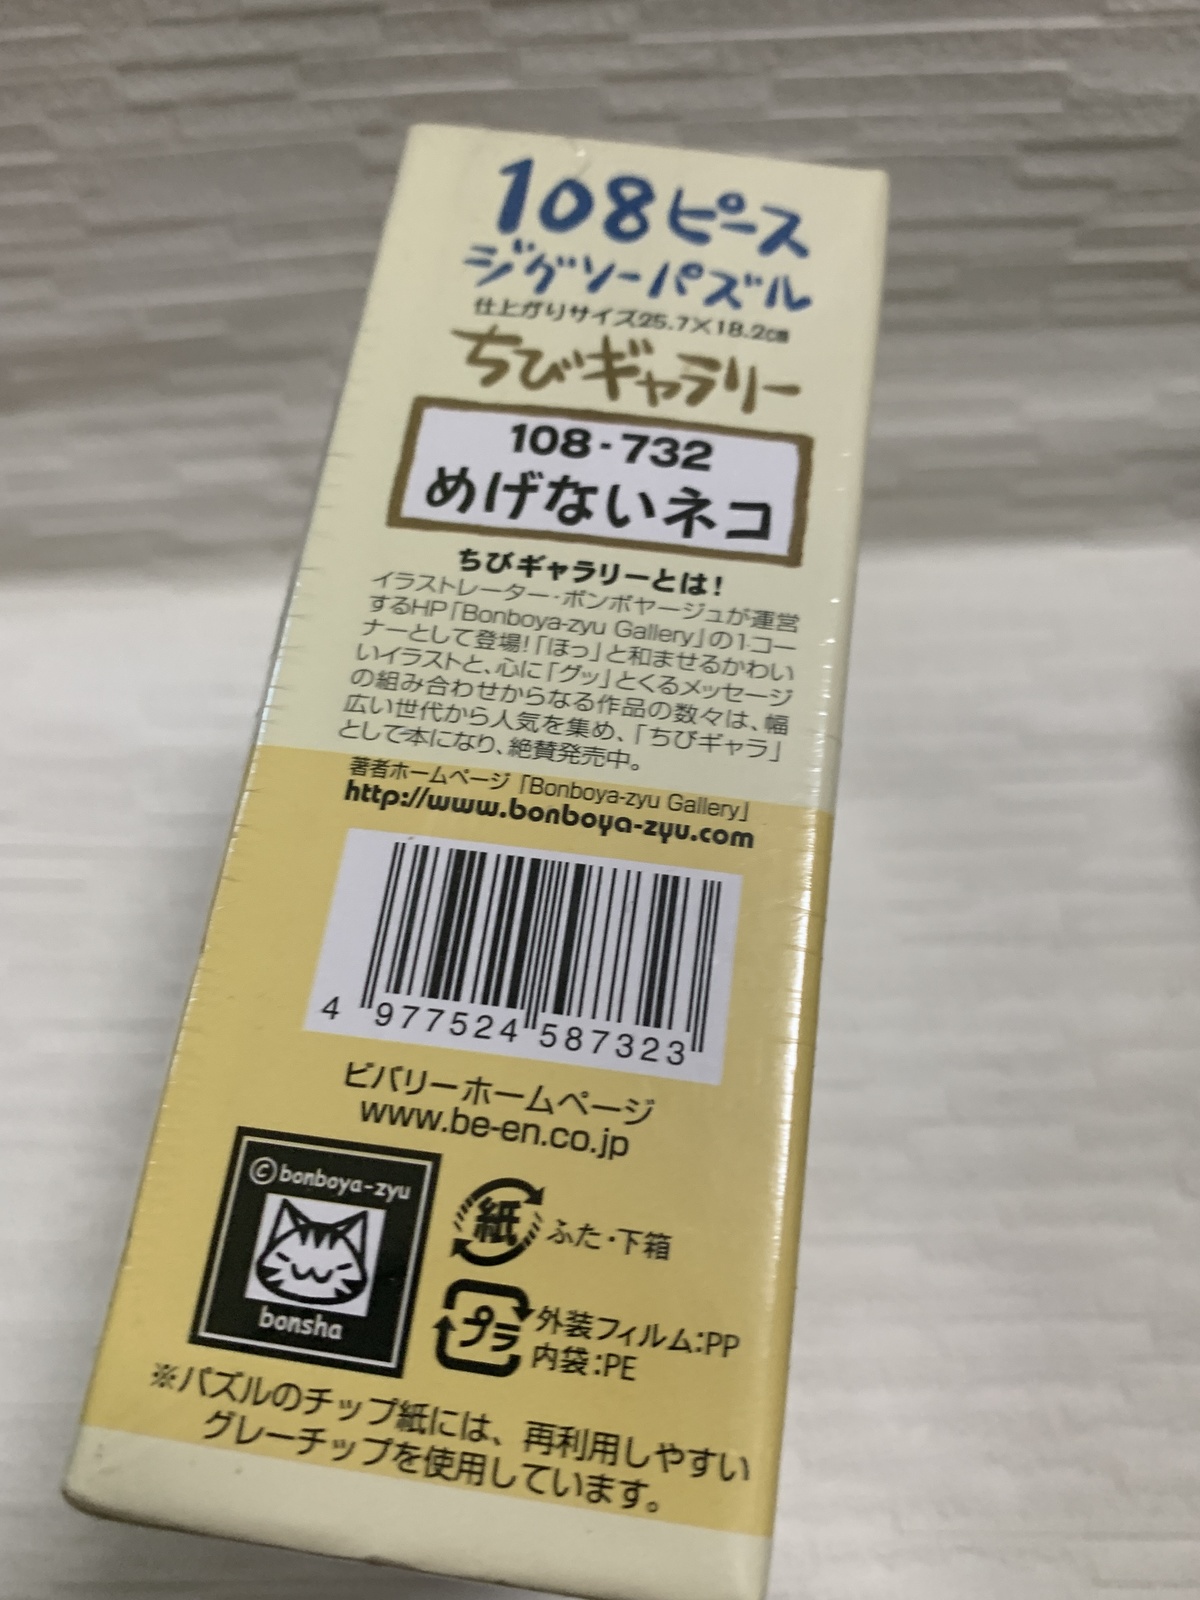 108ピース
ジグソーパズル
仕上がりサイズ25.7×18.2㎝
ちびギャラリー
108-732
めげないネコ
ちびギャラリーとは！
イラストレーター・ボンボヤージュが運営
するHP「Bonboya-zyu Gallery」の1コー
ナーとして登場！「ほっ」と和ませるかわい
いイラストと、心に「グッ」とくるメッセージ
の組み合わせからなる作品の数々は、幅
広い世代から人気を集め、「ちびギャラ」
として本になり、絶賛発売中。
著者ホームページ「Bonboya-zyu Gallery」
http://www.bonboya-zyu.com
4 977524 587323
ビバリーホームページ
www.be-en.co.jp
©bonboya-zyu
bonsha
紙 ふた・下箱
プラ 外装フィルム:PP
内袋:PE
※パズルのチップ紙には、再利用しやすい
グレーチップを使用しています。